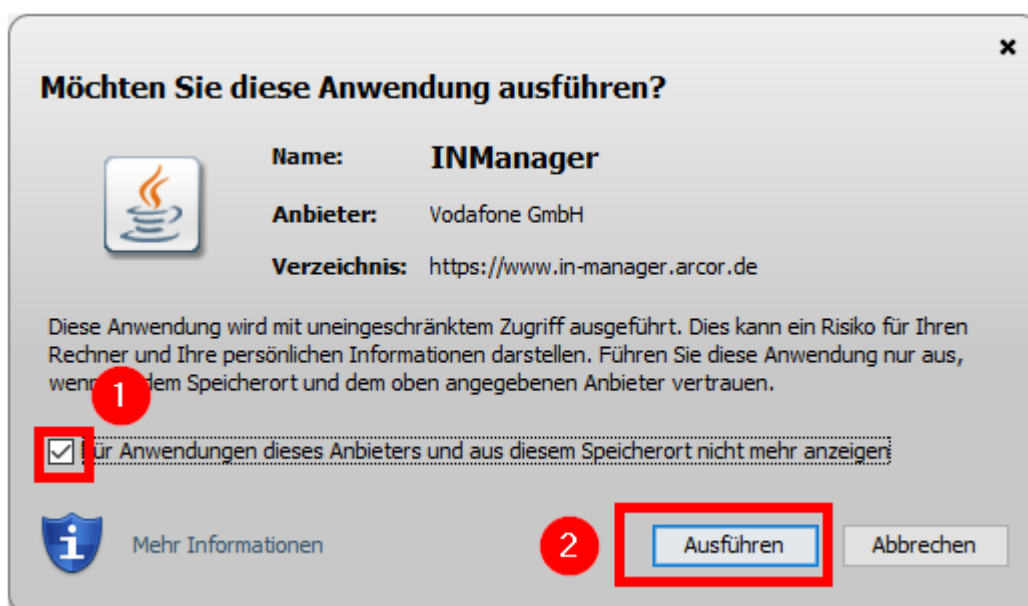 Möchten Sie diese Anwendung ausführen?
Name: INManager
Anbieter: Vodafone GmbH
Verzeichnis: https://www.in-manager.arcor.de
Diese Anwendung wird mit uneingeschränktem Zugriff ausgeführt. Dies kann ein Risiko für Ihren
Rechner und Ihre persönlichen Informationen darstellen. Führen Sie diese Anwendung nur aus,
dem Speicherort und dem oben angegebenen Anbieter vertrauen.
1
Anwendungen dieses Anbieters und aus diesem Speicherort nicht mehr anzeigen
Mehr Informationen
2
Ausführen
Abbrechen